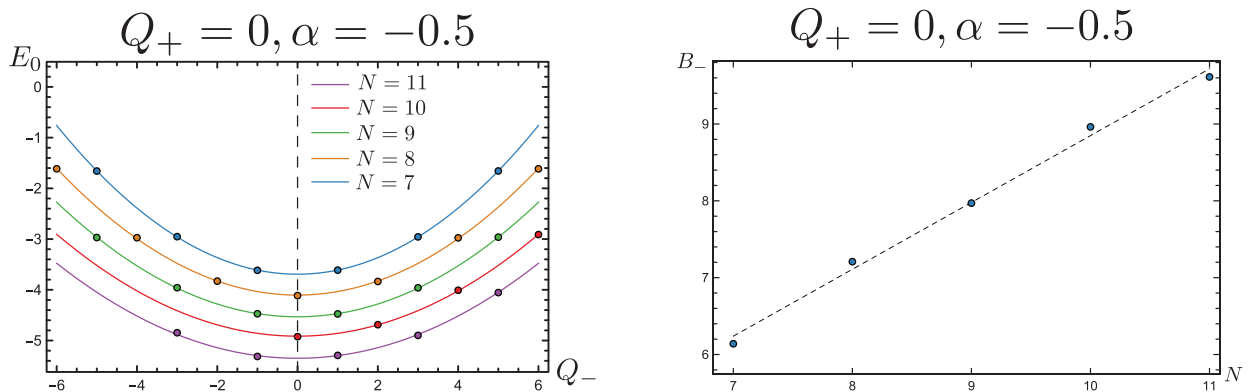 Q₊ = 0, α = −0.5
E₀
0
−1
−2
−3
−4
−5
−6 −4 −2 0 2 4 6
Q₋
N = 11
N = 10
N = 9
N = 8
N = 7
Q₊ = 0, α = −0.5
B₋
9
8
7
6
7 8 9 10 11
N